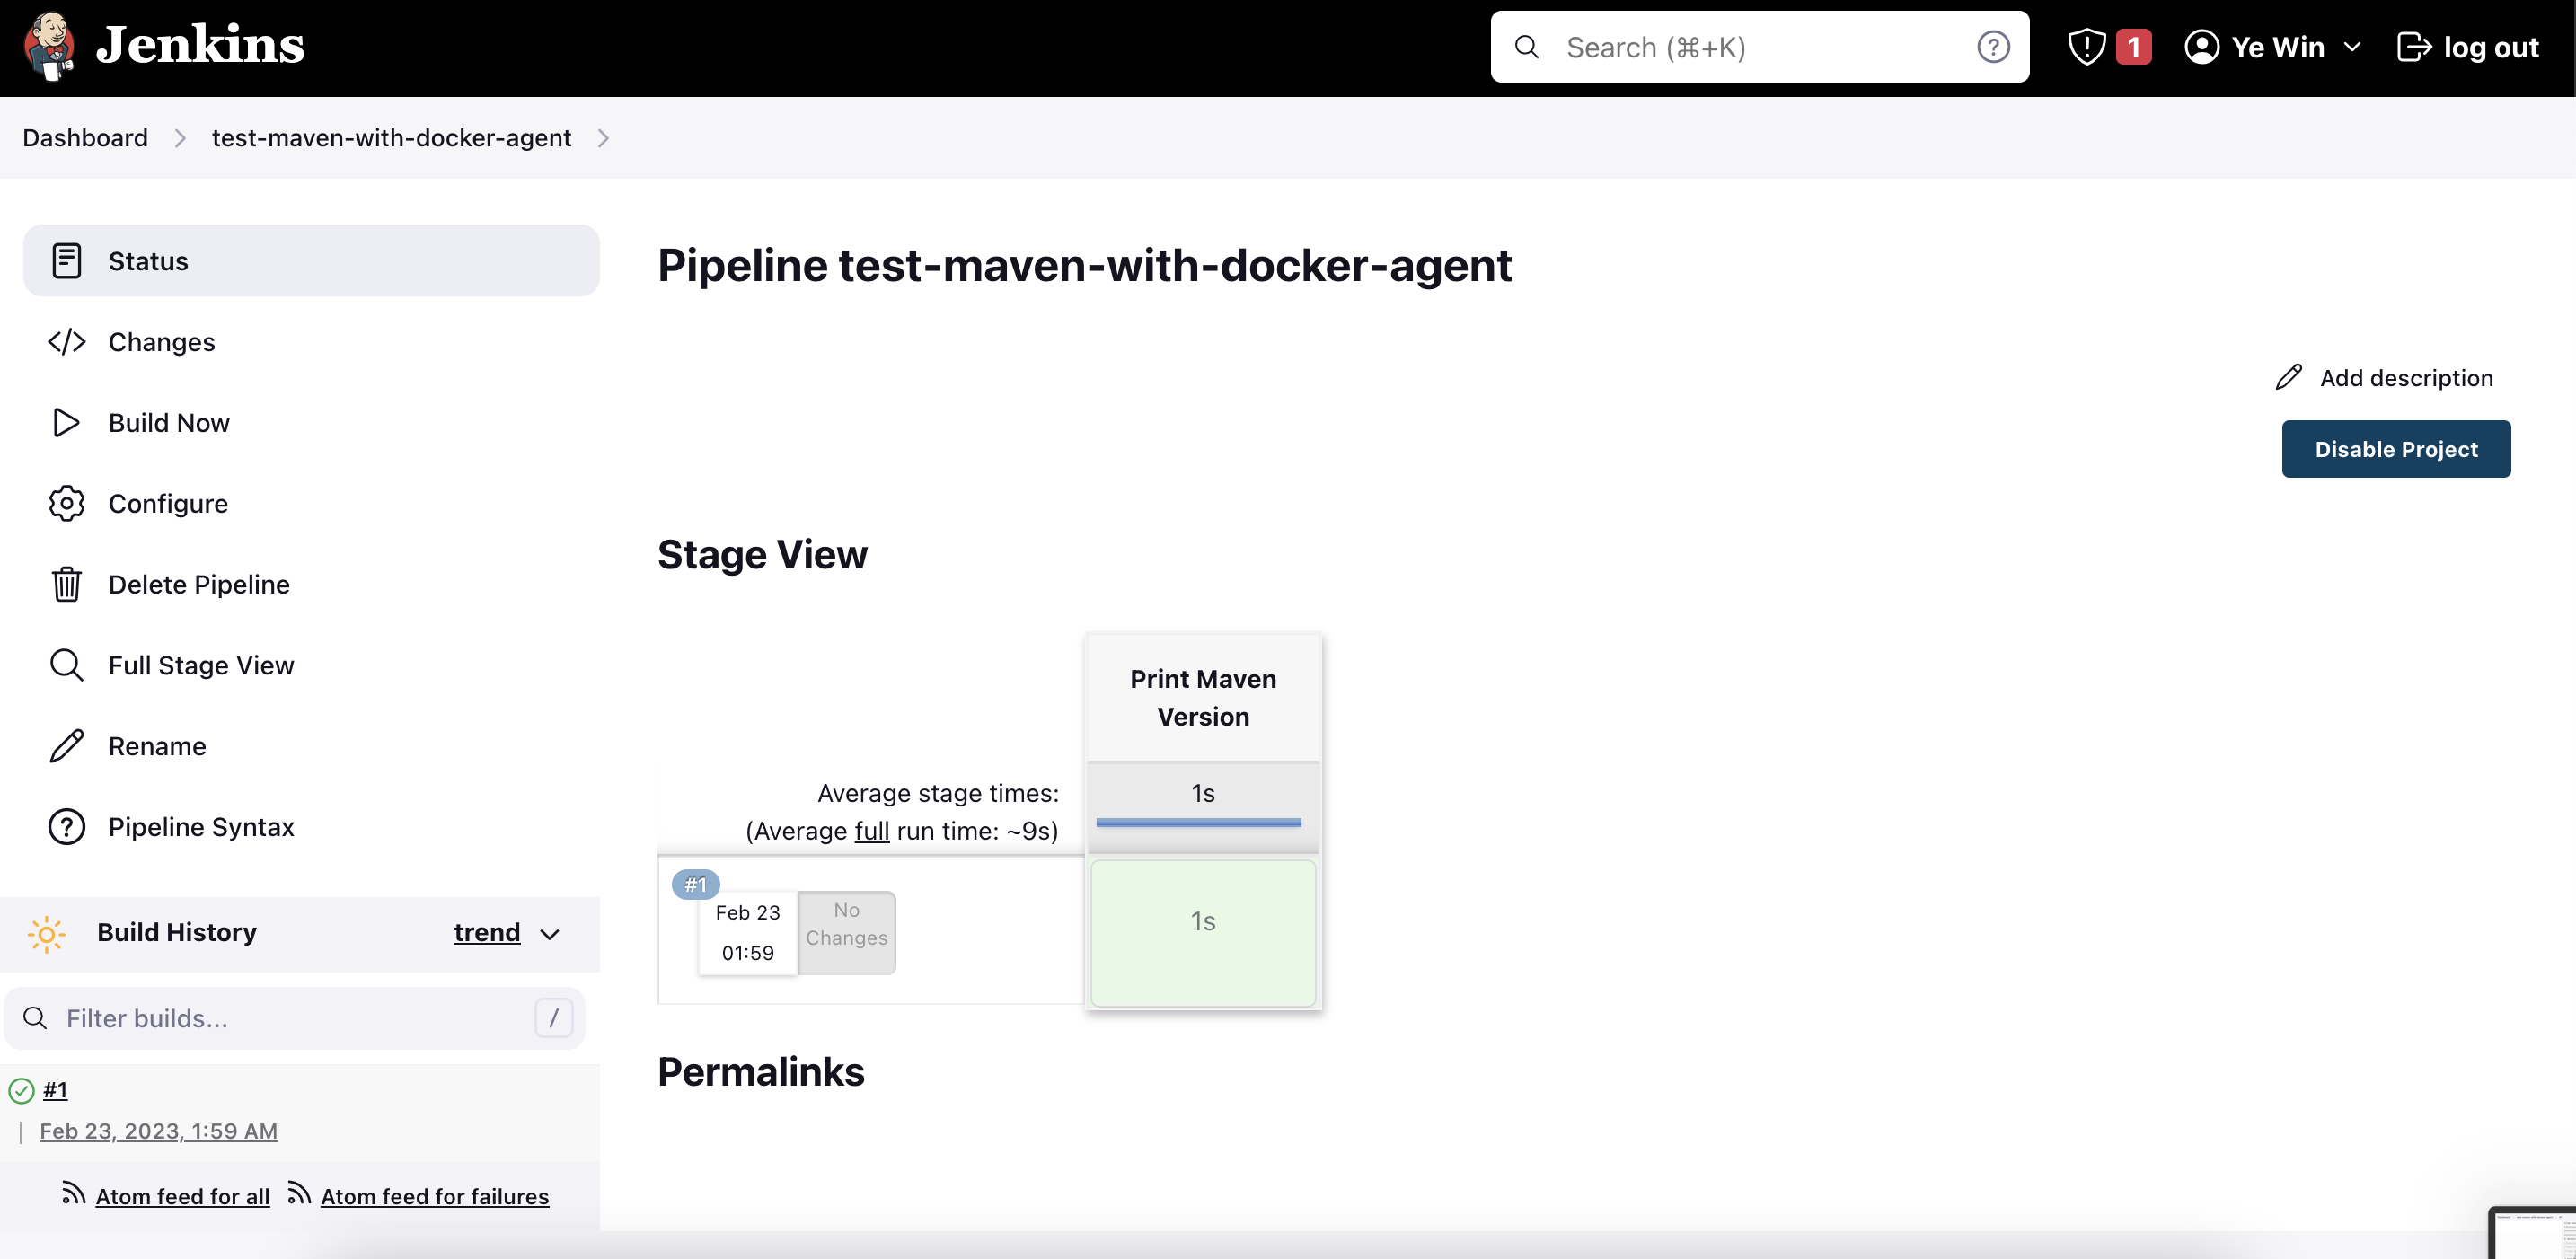 Jenkins
Search (⌘+K)
1
Ye Win
log out
Dashboard
test-maven-with-docker-agent
Status
Changes
Build Now
Configure
Delete Pipeline
Full Stage View
Rename
Pipeline Syntax
Build History
trend
Filter builds...
/
#1
Feb 23, 2023, 1:59 AM
Atom feed for all
Atom feed for failures
Pipeline test-maven-with-docker-agent
Add description
Disable Project
Stage View
Print Maven
Version
Average stage times:
(Average full run time: ~9s)
1s
#1
Feb 23
01:59
No
Changes
1s
Permalinks